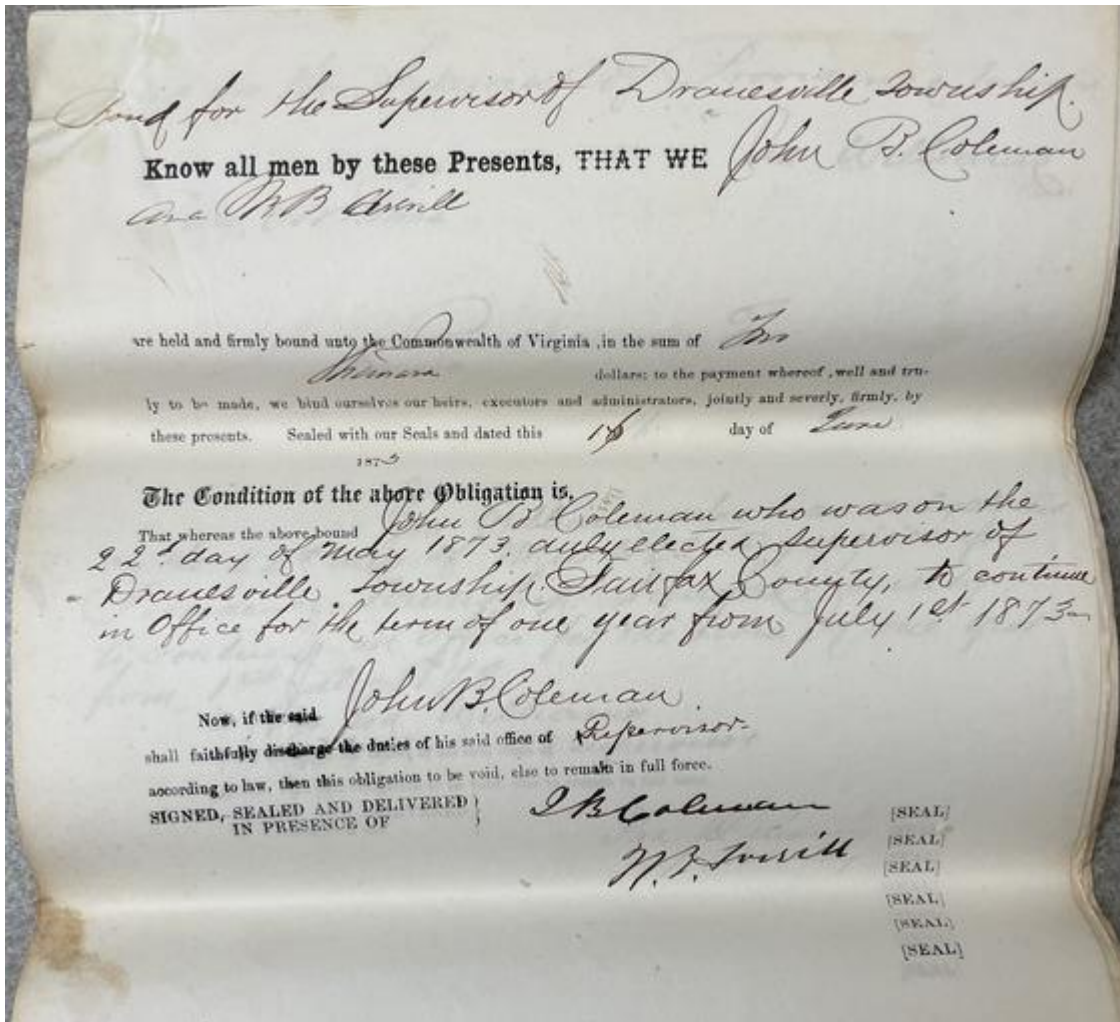 Bond for the Supervisor of Dranesville Township.
Know all men by these Presents, THAT WE John B. Coleman
and
are held and firmly bound unto the Commonwealth of Virginia ,in the sum of
dollars; to the payment whereof ,well and tru-
ly to be made, we bind ourselves our heirs, executors and administrators, jointly and severly, firmly, by
these presents. Sealed with our Seals and dated this day of June
1873
The Condition of the above Obligation is,
That whereas the above bound John B Coleman who was on the
22d day of May 1873. duly elected Supervisor of
Dranesville Township Fairfax County, to continue
in Office for the term of one year from July 1st 1873
Now, if the said John B. Coleman
shall faithfully discharge the duties of his said office of Supervisor
according to law, then this obligation to be void, else to remain in full force.
SIGNED, SEALED AND DELIVERED } J B Coleman [SEAL]
IN PRESENCE OF
[SEAL]
[SEAL]
[SEAL]
[SEAL]
[SEAL]